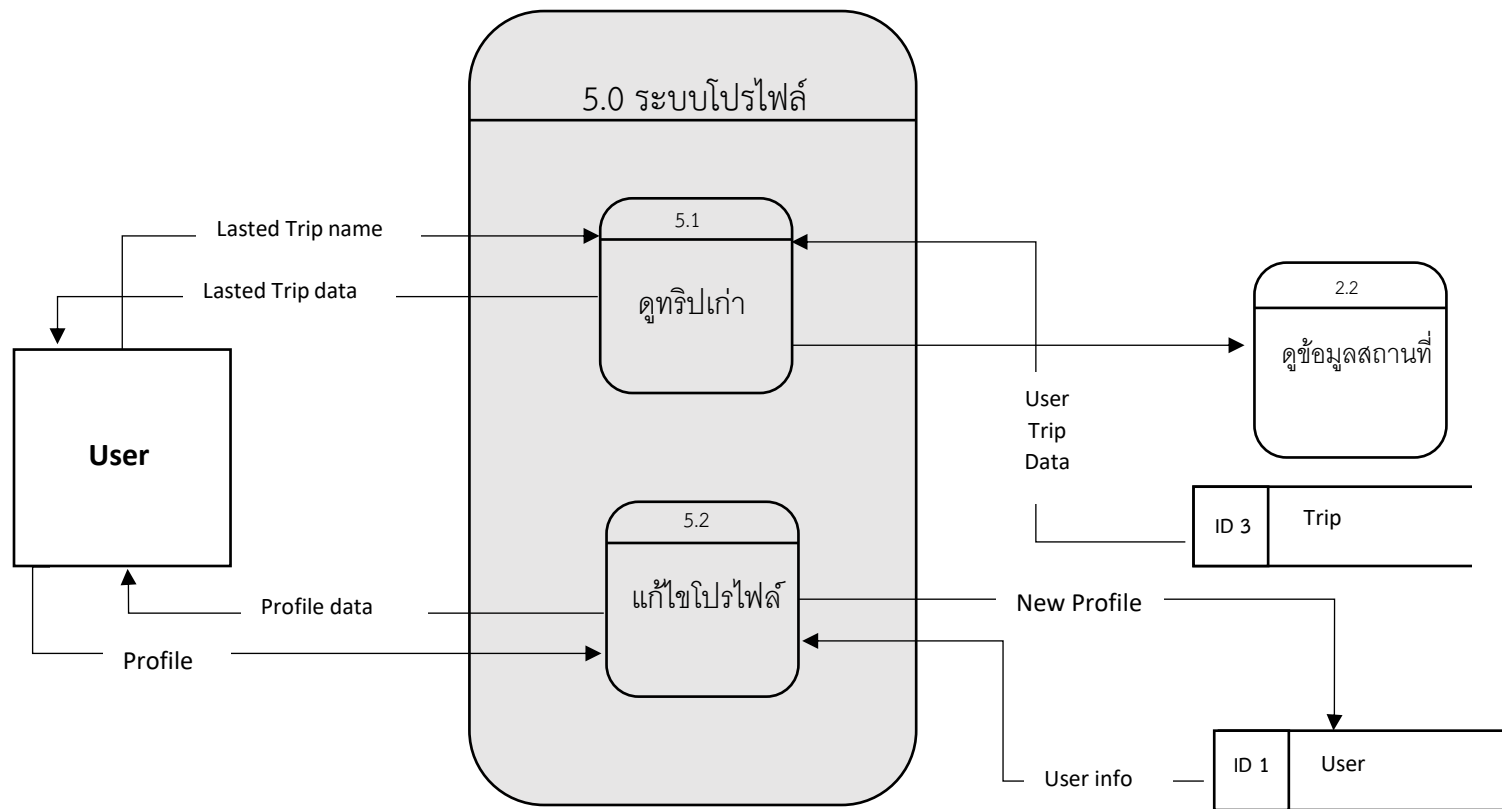 5.0 ระบบโปรไฟล์
Lasted Trip name
5.1
Lasted Trip data
ดูทริปเก่า
2.2
ดูข้อมูลสถานที่
User
Trip
Data
User
ID 3
Trip
5.2
แก้ไขโปรไฟล์
Profile data
New Profile
Profile
User info
ID 1
User